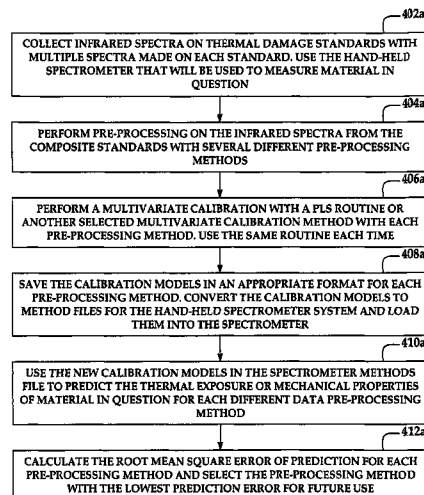 402a
COLLECT INFRARED SPECTRA ON THERMAL DAMAGE STANDARDS WITH
MULTIPLE SPECTRA MADE ON EACH STANDARD. USE THE HAND-HELD
SPECTROMETER THAT WILL BE USED TO MEASURE MATERIAL IN
QUESTION
404a
PERFORM PRE-PROCESSING ON THE INFRARED SPECTRA FROM THE
COMPOSITE STANDARDS WITH SEVERAL DIFFERENT PRE-PROCESSING
METHODS
406a
PERFORM A MULTIVARIATE CALIBRATION WITH A PLS ROUTINE OR
ANOTHER SELECTED MULTIVARIATE CALIBRATION METHOD WITH EACH
PRE-PROCESSING METHOD. USE THE SAME ROUTINE EACH TIME
408a
SAVE THE CALIBRATION MODELS IN AN APPROPRIATE FORMAT FOR EACH
PRE-PROCESSING METHOD. CONVERT THE CALIBRATION MODELS TO
METHOD FILES FOR THE HAND-HELD SPECTROMETER SYSTEM AND LOAD
THEM INTO THE SPECTROMETER
410a
USE THE NEW CALIBRATION MODELS IN THE SPECTROMETER METHODS
FILE TO PREDICT THE THERMAL EXPOSURE OR MECHANICAL PROPERTIES
OF MATERIAL IN QUESTION FOR EACH DIFFERENT DATA PRE-PROCESSING
METHOD
412a
CALCULATE THE ROOT MEAN SQUARE ERROR OF PREDICTION FOR EACH
PRE-PROCESSING METHOD AND SELECT THE PRE-PROCESSING METHOD
WITH THE LOWEST PREDICTION ERROR FOR FUTURE USE